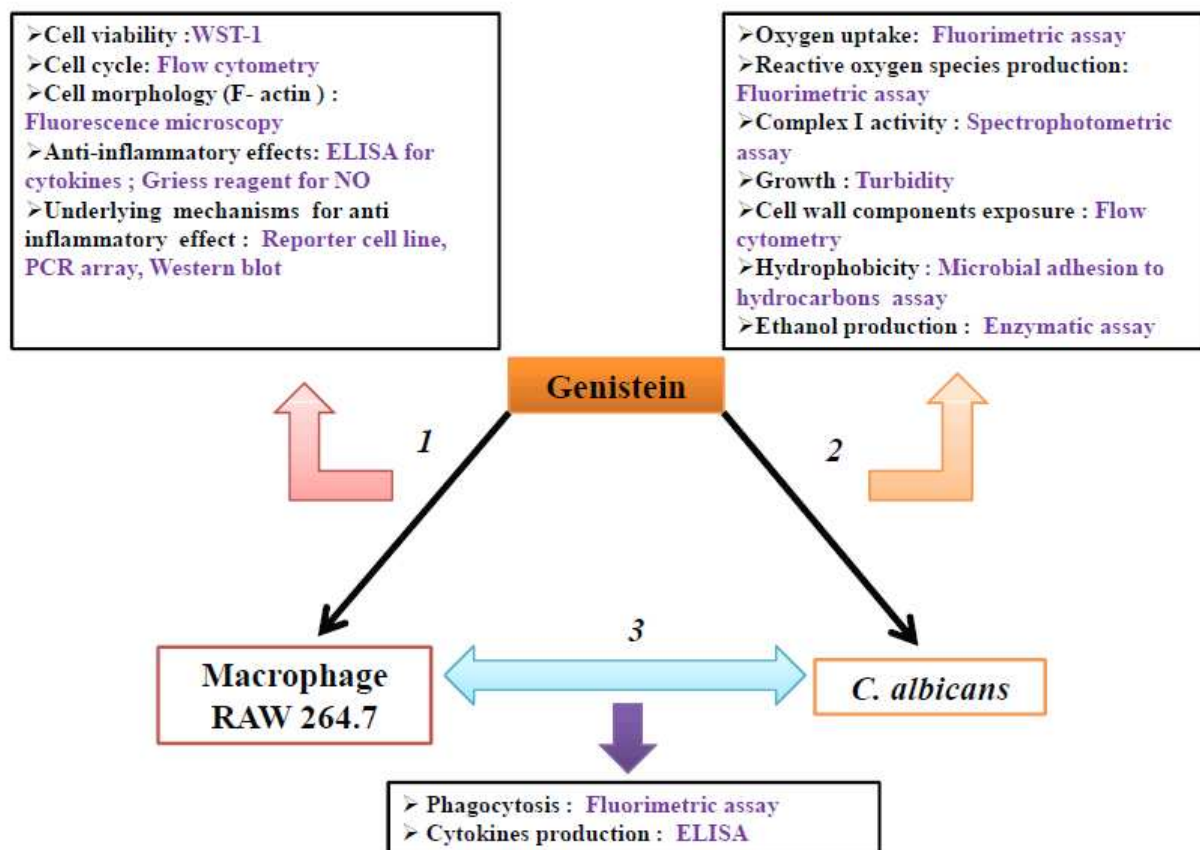 ➢Cell viability :WST-1
➢Cell cycle: Flow cytometry
➢Cell morphology (F- actin ) :
Fluorescence microscopy
➢Anti-inflammatory effects: ELISA for
cytokines ; Griess reagent for NO
➢Underlying mechanisms for anti
inflammatory effect : Reporter cell line,
PCR array, Western blot
➢Oxygen uptake: Fluorimetric assay
➢Reactive oxygen species production:
Fluorimetric assay
➢Complex I activity : Spectrophotometric
assay
➢Growth : Turbidity
➢Cell wall components exposure : Flow
cytometry
➢Hydrophobicity : Microbial adhesion to
hydrocarbons assay
➢Ethanol production : Enzymatic assay
Genistein
1
2
3
Macrophage
RAW 264.7
C. albicans
➢ Phagocytosis : Fluorimetric assay
➢ Cytokines production : ELISA